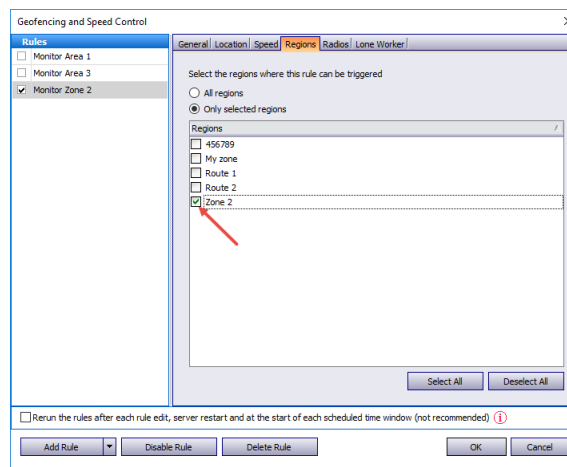 Geofencing and Speed Control
Rules
General Location Speed Regions Radios Lone Worker
Monitor Area 1
Monitor Area 3
Monitor Zone 2
Select the regions where this rule can be triggered
All regions
Only selected regions
Regions
456789
My zone
Route 1
Route 2
Zone 2
Select All Deselect All
Rerun the rules after each rule edit, server restart and at the start of each scheduled time window (not recommended) i
Add Rule Disable Rule Delete Rule OK Cancel